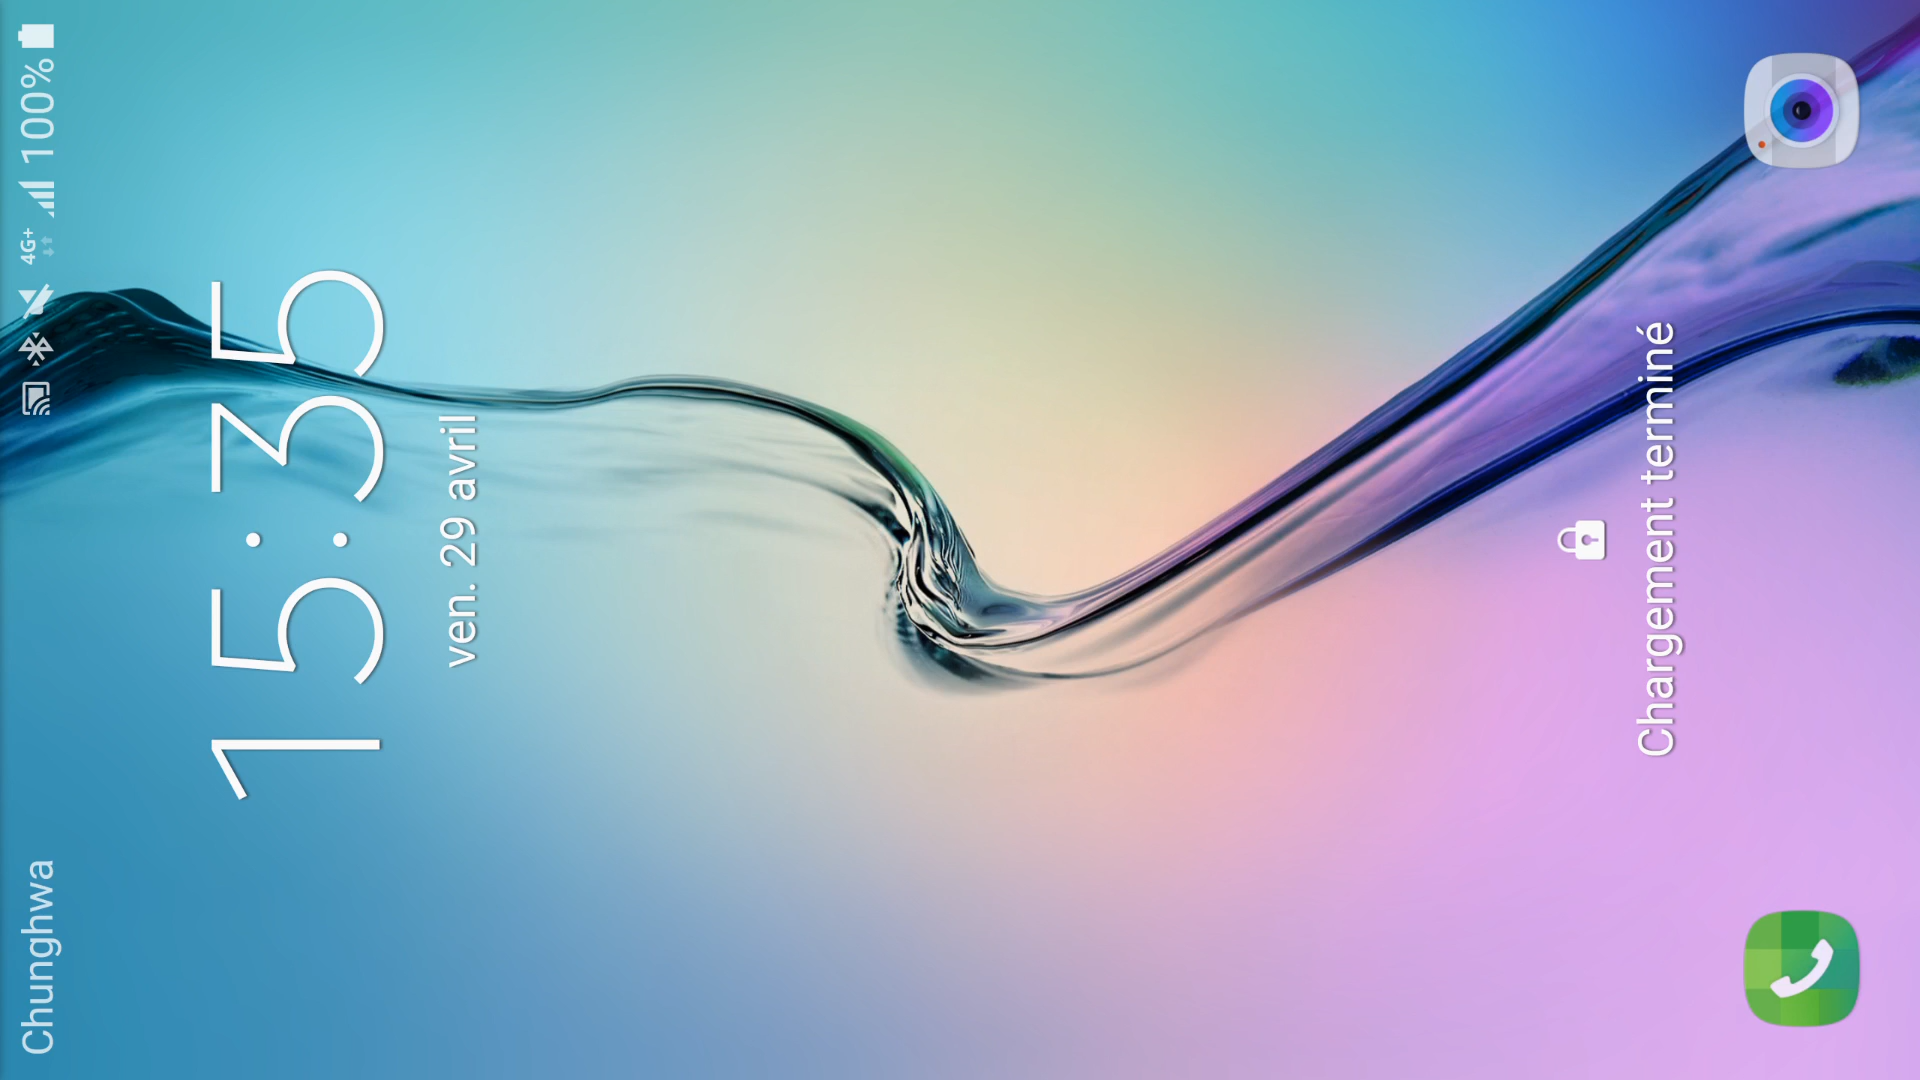 Chunghwa 4G+ 100%
15:35
ven. 29 avril
Chargement terminé